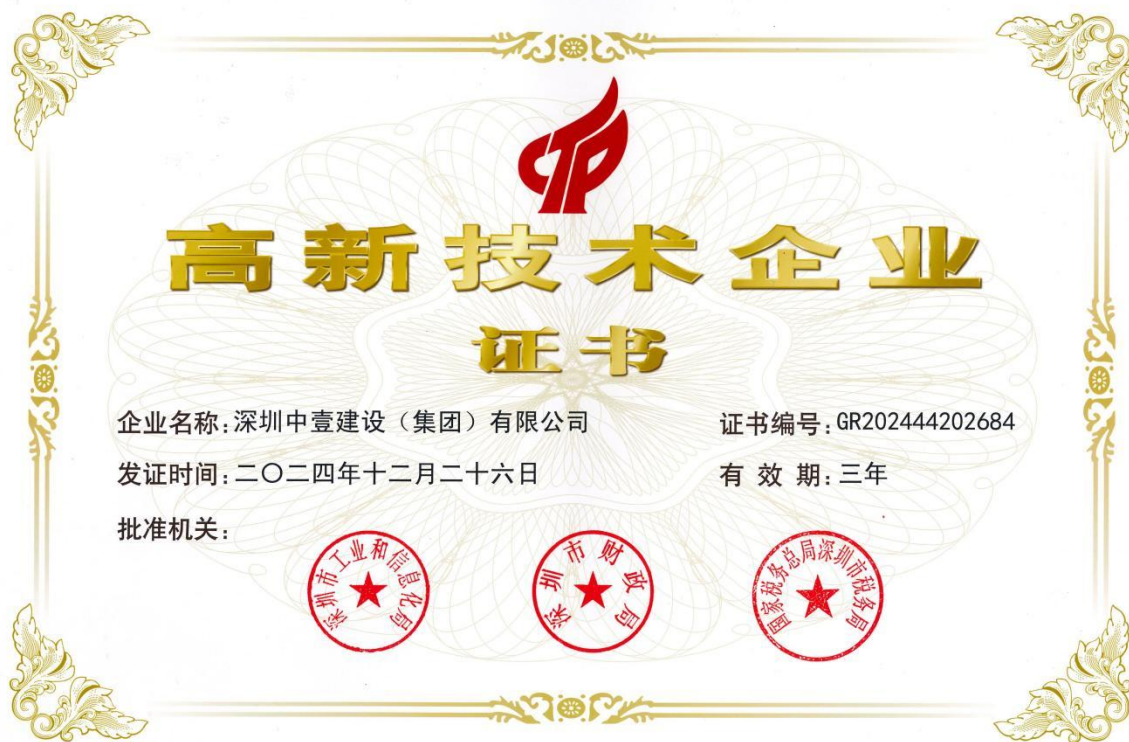 高新技术企业
证书
企业名称：深圳中壹建设（集团）有限公司 证书编号：GR202444202684
发证时间：二〇二四年十二月二十六日 有效期：三年
批准机关：
深圳市工业和信息化局 深圳市财政局 国家税务总局深圳市税务局